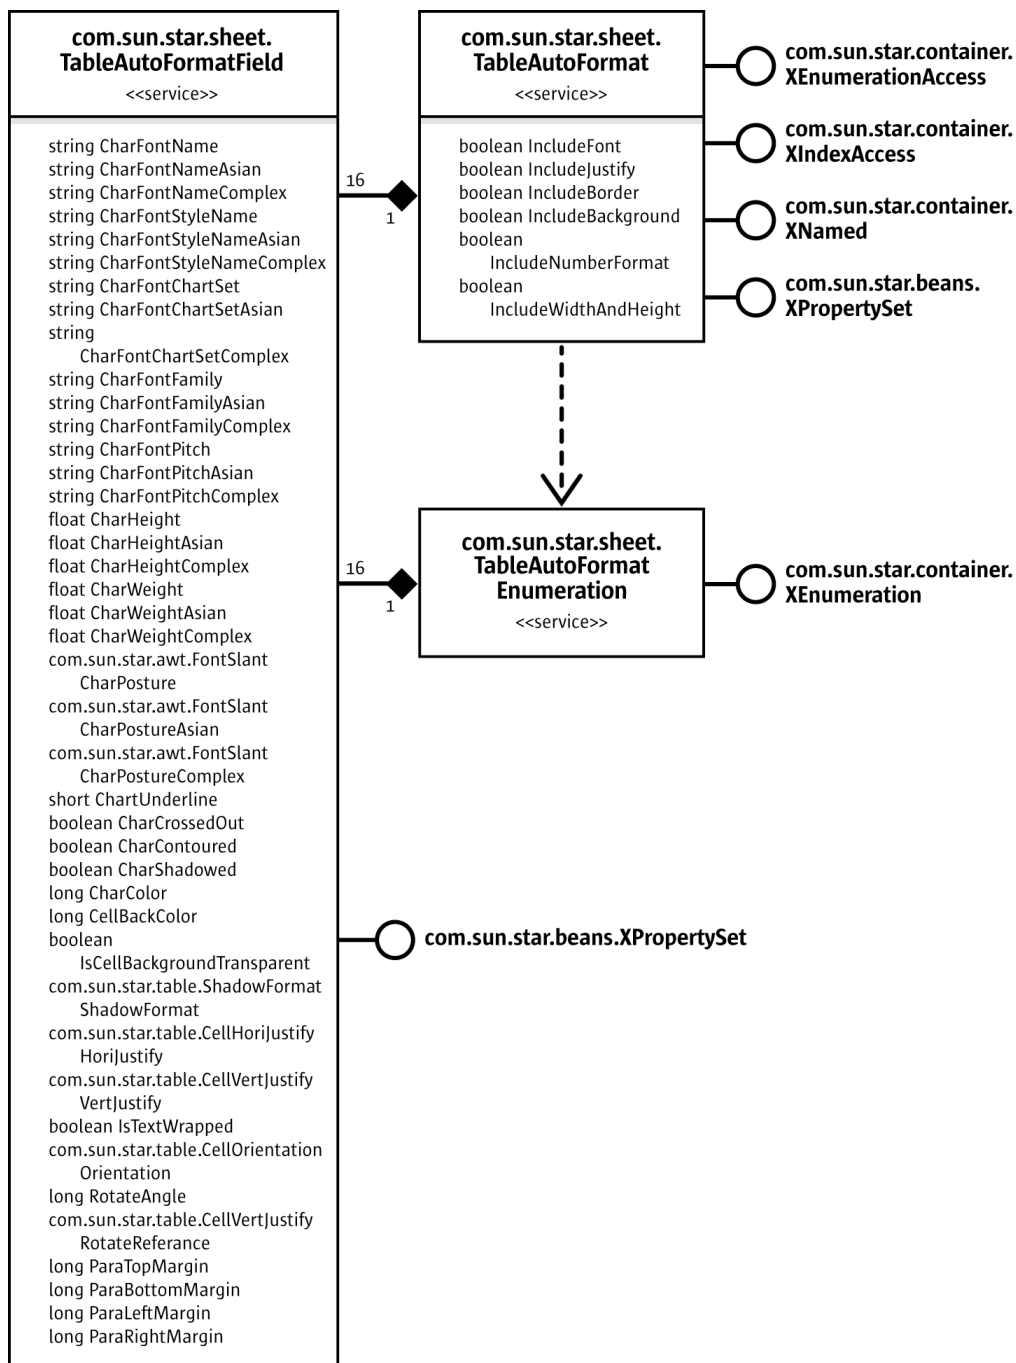 com.sun.star.sheet.
TableAutoFormatField
<<service>>
string CharFontName
string CharFontNameAsian
string CharFontNameComplex
string CharFontStyleName
string CharFontStyleNameAsian
string CharFontStyleNameComplex
string CharFontChartSet
string CharFontChartSetAsian
string
CharFontChartSetComplex
string CharFontFamily
string CharFontFamilyAsian
string CharFontFamilyComplex
string CharFontPitch
string CharFontPitchAsian
string CharFontPitchComplex
float CharHeight
float CharHeightAsian
float CharHeightComplex
float CharWeight
float CharWeightAsian
float CharWeightComplex
com.sun.star.awt.FontSlant
CharPosture
com.sun.star.awt.FontSlant
CharPostureAsian
com.sun.star.awt.FontSlant
CharPostureComplex
short ChartUnderline
boolean CharCrossedOut
boolean CharContoured
boolean CharShadowed
long CharColor
long CellBackColor
boolean
IsCellBackgroundTransparent
com.sun.star.table.ShadowFormat
ShadowFormat
com.sun.star.table.CellHoriJustify
HoriJustify
com.sun.star.table.CellVertJustify
VertJustify
boolean IsTextWrapped
com.sun.star.table.CellOrientation
Orientation
long RotateAngle
com.sun.star.table.CellVertJustify
RotateReferance
long ParaTopMargin
long ParaBottomMargin
long ParaLeftMargin
long ParaRightMargin
16
1
com.sun.star.sheet.
TableAutoFormat
<<service>>
boolean IncludeFont
boolean IncludeJustify
boolean IncludeBorder
boolean IncludeBackground
boolean
IncludeNumberFormat
boolean
IncludeWidthAndHeight
com.sun.star.container.
XEnumerationAccess
com.sun.star.container.
XIndexAccess
com.sun.star.container.
XNamed
com.sun.star.beans.
XPropertySet
16
1
com.sun.star.sheet.
TableAutoFormat
Enumeration
<<service>>
com.sun.star.container.
XEnumeration
com.sun.star.beans.XPropertySet